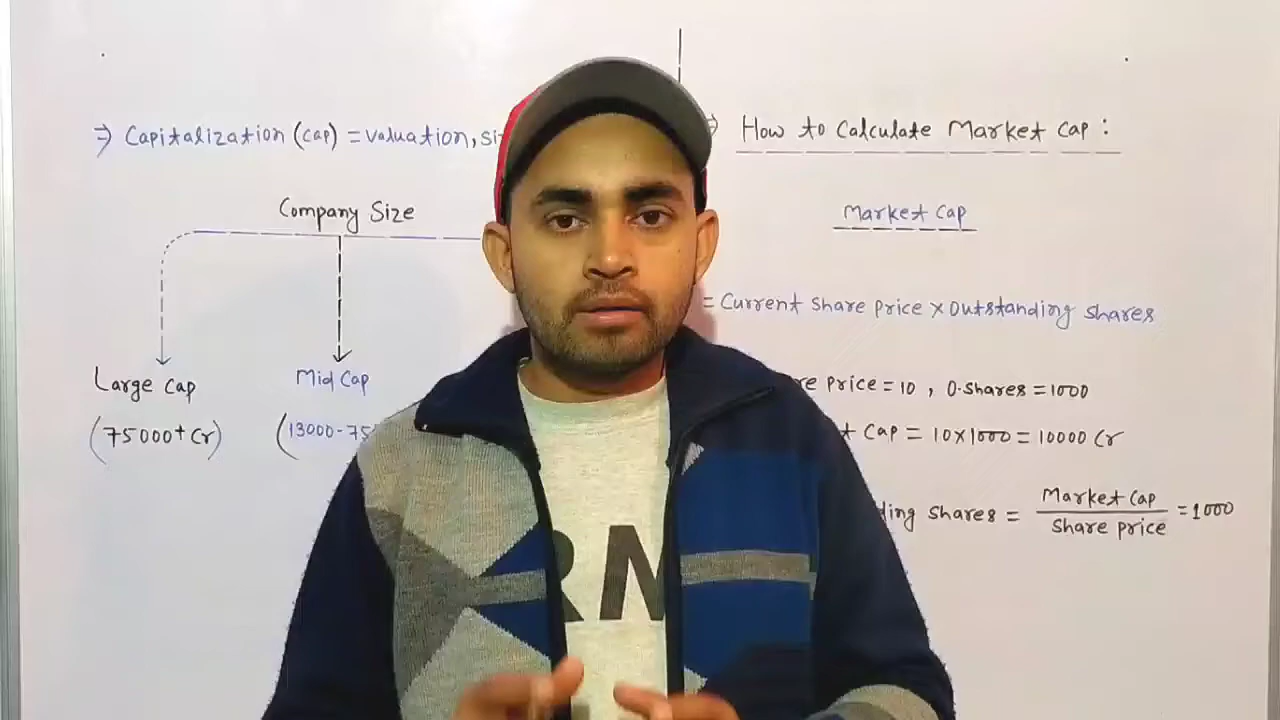 ⇒ Capitalization (cap) = valuation, si
Company Size
Large Cap
Mid Cap
(75000+ Cr)
(13000-75
How to Calculate Market Cap :
Market Cap
= Current Share price × Outstanding shares
re price = 10 , O.shares = 1000
t Cap = 10×1000 = 10000 Cr
ding shares = Market Cap / Share price = 1000
RN